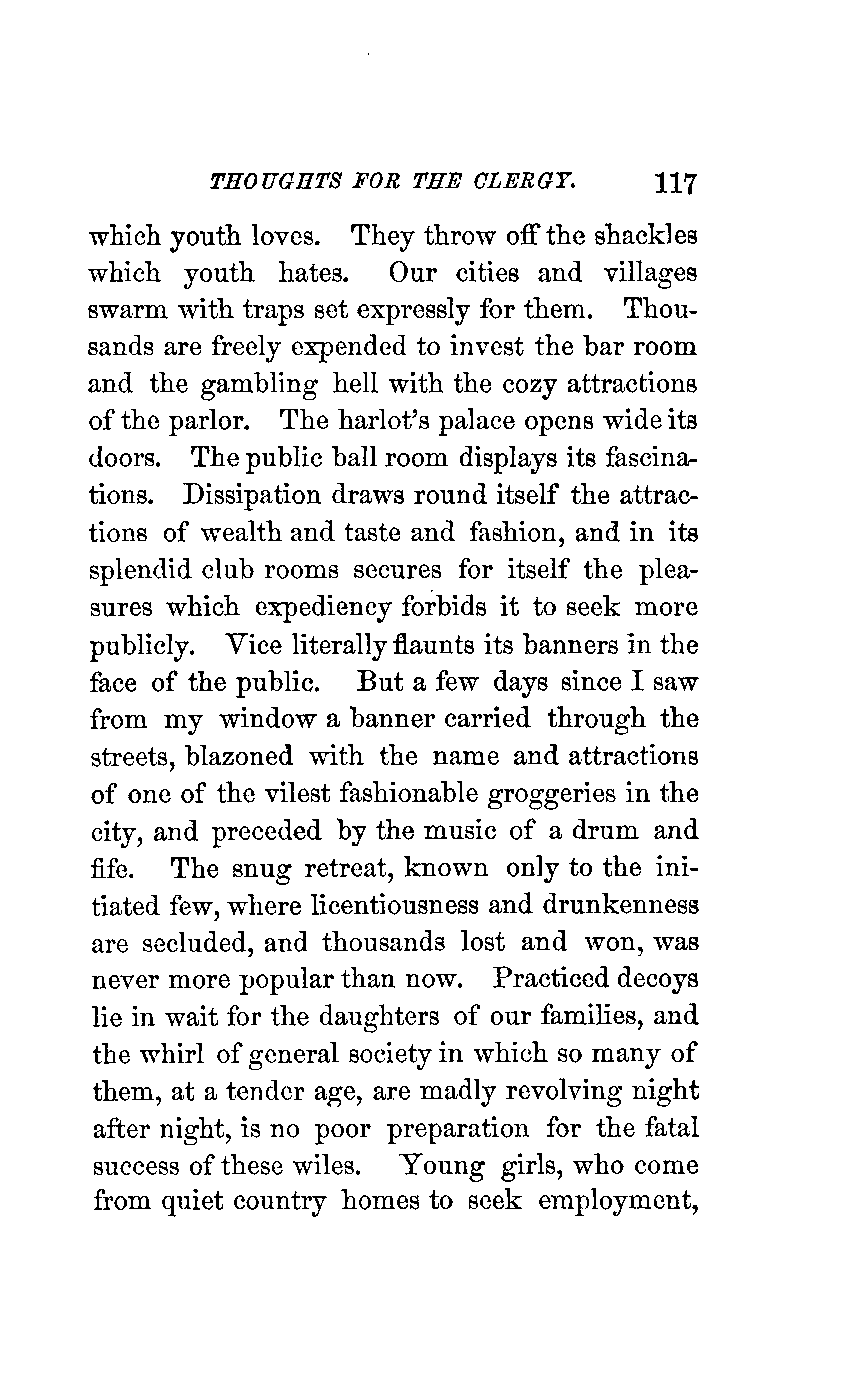 THOUGHTS FOR THE CLERGY. 117
which youth loves. They throw off the shackles
which youth hates. Our cities and villages
swarm with traps set expressly for them. Thou-
sands are freely expended to invest the bar room
and the gambling hell with the cozy attractions
of the parlor. The harlot's palace opens wide its
doors. The public ball room displays its fascina-
tions. Dissipation draws round itself the attrac-
tions of wealth and taste and fashion, and in its
splendid club rooms secures for itself the plea-
sures which expediency forbids it to seek more
publicly. Vice literally flaunts its banners in the
face of the public. But a few days since I saw
from my window a banner carried through the
streets, blazoned with the name and attractions
of one of the vilest fashionable groggeries in the
city, and preceded by the music of a drum and
fife. The snug retreat, known only to the ini-
tiated few, where licentiousness and drunkenness
are secluded, and thousands lost and won, was
never more popular than now. Practiced decoys
lie in wait for the daughters of our families, and
the whirl of general society in which so many of
them, at a tender age, are madly revolving night
after night, is no poor preparation for the fatal
success of these wiles. Young girls, who come
from quiet country homes to seek employment,